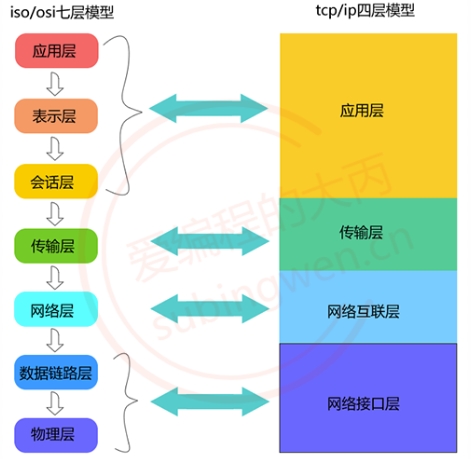 iso/osi七层模型
tcp/ip四层模型
应用层
表示层
会话层
传输层
网络层
数据链路层
物理层
应用层
传输层
网络互联层
网络接口层
爱编程的大丙
subingwen.cn